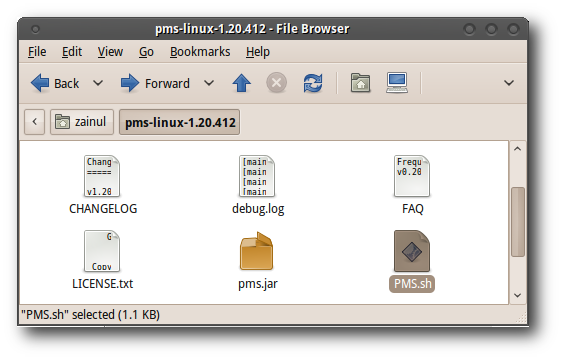 pms-linux-1.20.412 - File Browser
File Edit View Go Bookmarks Help
Back Forward
zainul pms-linux-1.20.412
Chang
=====
v1.20
[main
[main
[main
[main
Frequ
v0.20
CHANGELOG debug.log FAQ
G
Copy
LICENSE.txt pms.jar PMS.sh
"PMS.sh" selected (1.1 KB)